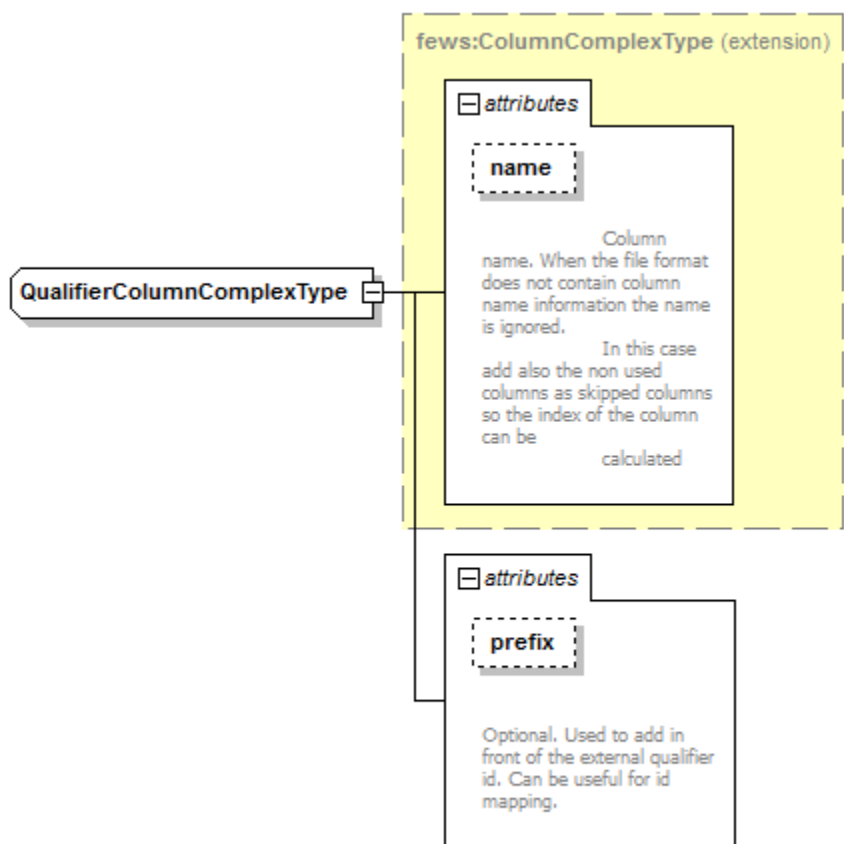 fews:ColumnComplexType (extension)
attributes
name
Column
name. When the file format
does not contain column
name information the name
is ignored.
In this case
add also the non used
columns as skipped columns
so the index of the column
can be
calculated
QualifierColumnComplexType
attributes
prefix
Optional. Used to add in
front of the external qualifier
id. Can be useful for id
mapping.